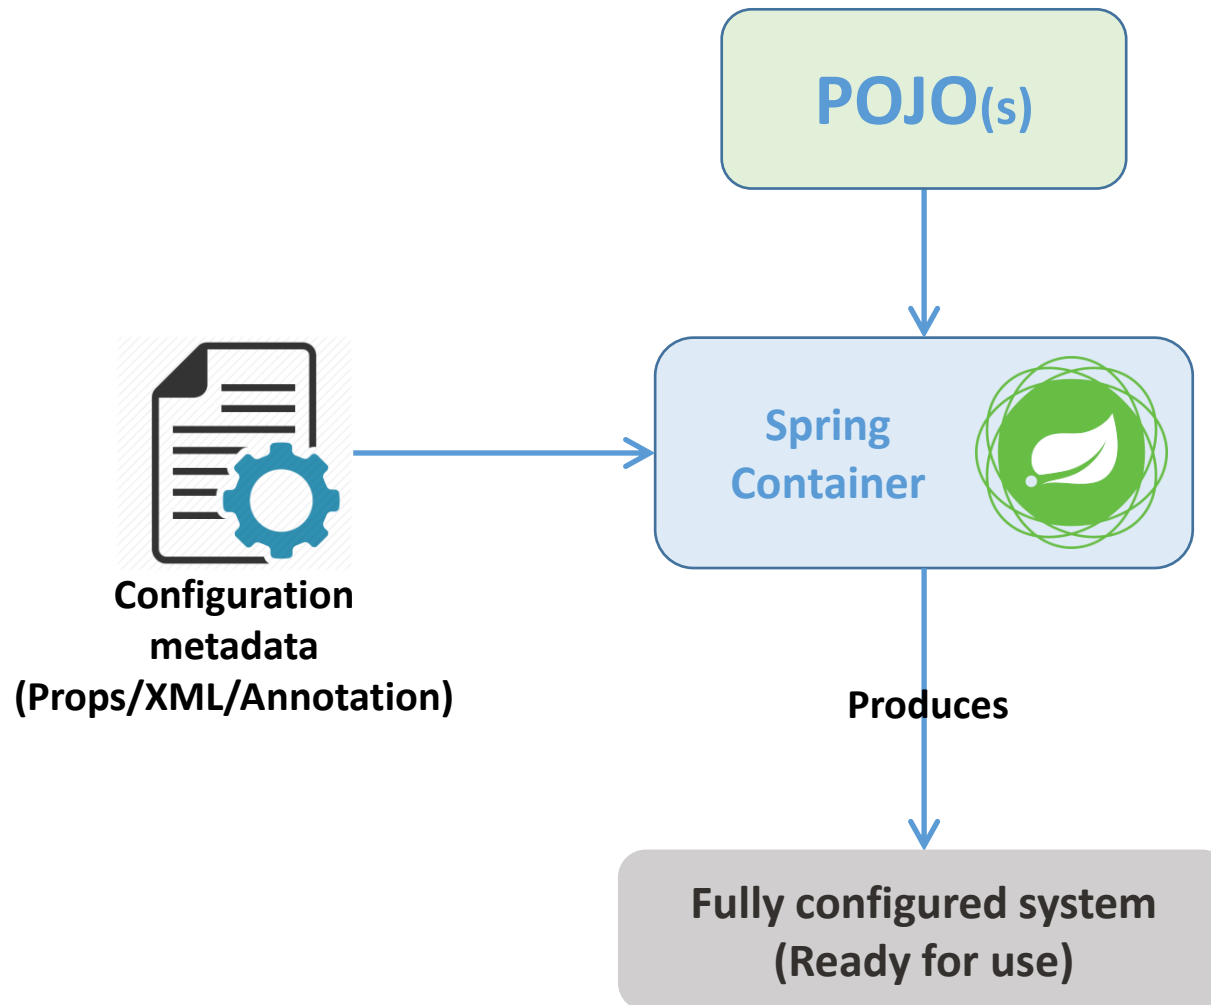 POJO(s)
Spring
Container
Configuration
metadata
(Props/XML/Annotation)
Produces
Fully configured system
(Ready for use)